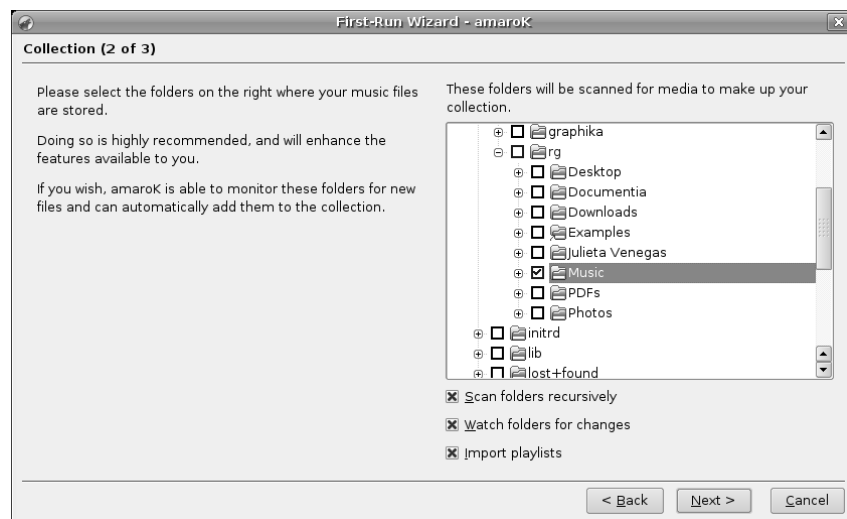 First-Run Wizard - amaroK
Collection (2 of 3)
Please select the folders on the right where your music files
are stored.
Doing so is highly recommended, and will enhance the
features available to you.
If you wish, amaroK is able to monitor these folders for new
files and can automatically add them to the collection.
These folders will be scanned for media to make up your
collection.
graphika
rg
Desktop
Documentia
Downloads
Examples
Julieta Venegas
Music
PDFs
Photos
initrd
lib
lost+found
Scan folders recursively
Watch folders for changes
Import playlists
< Back
Next >
Cancel